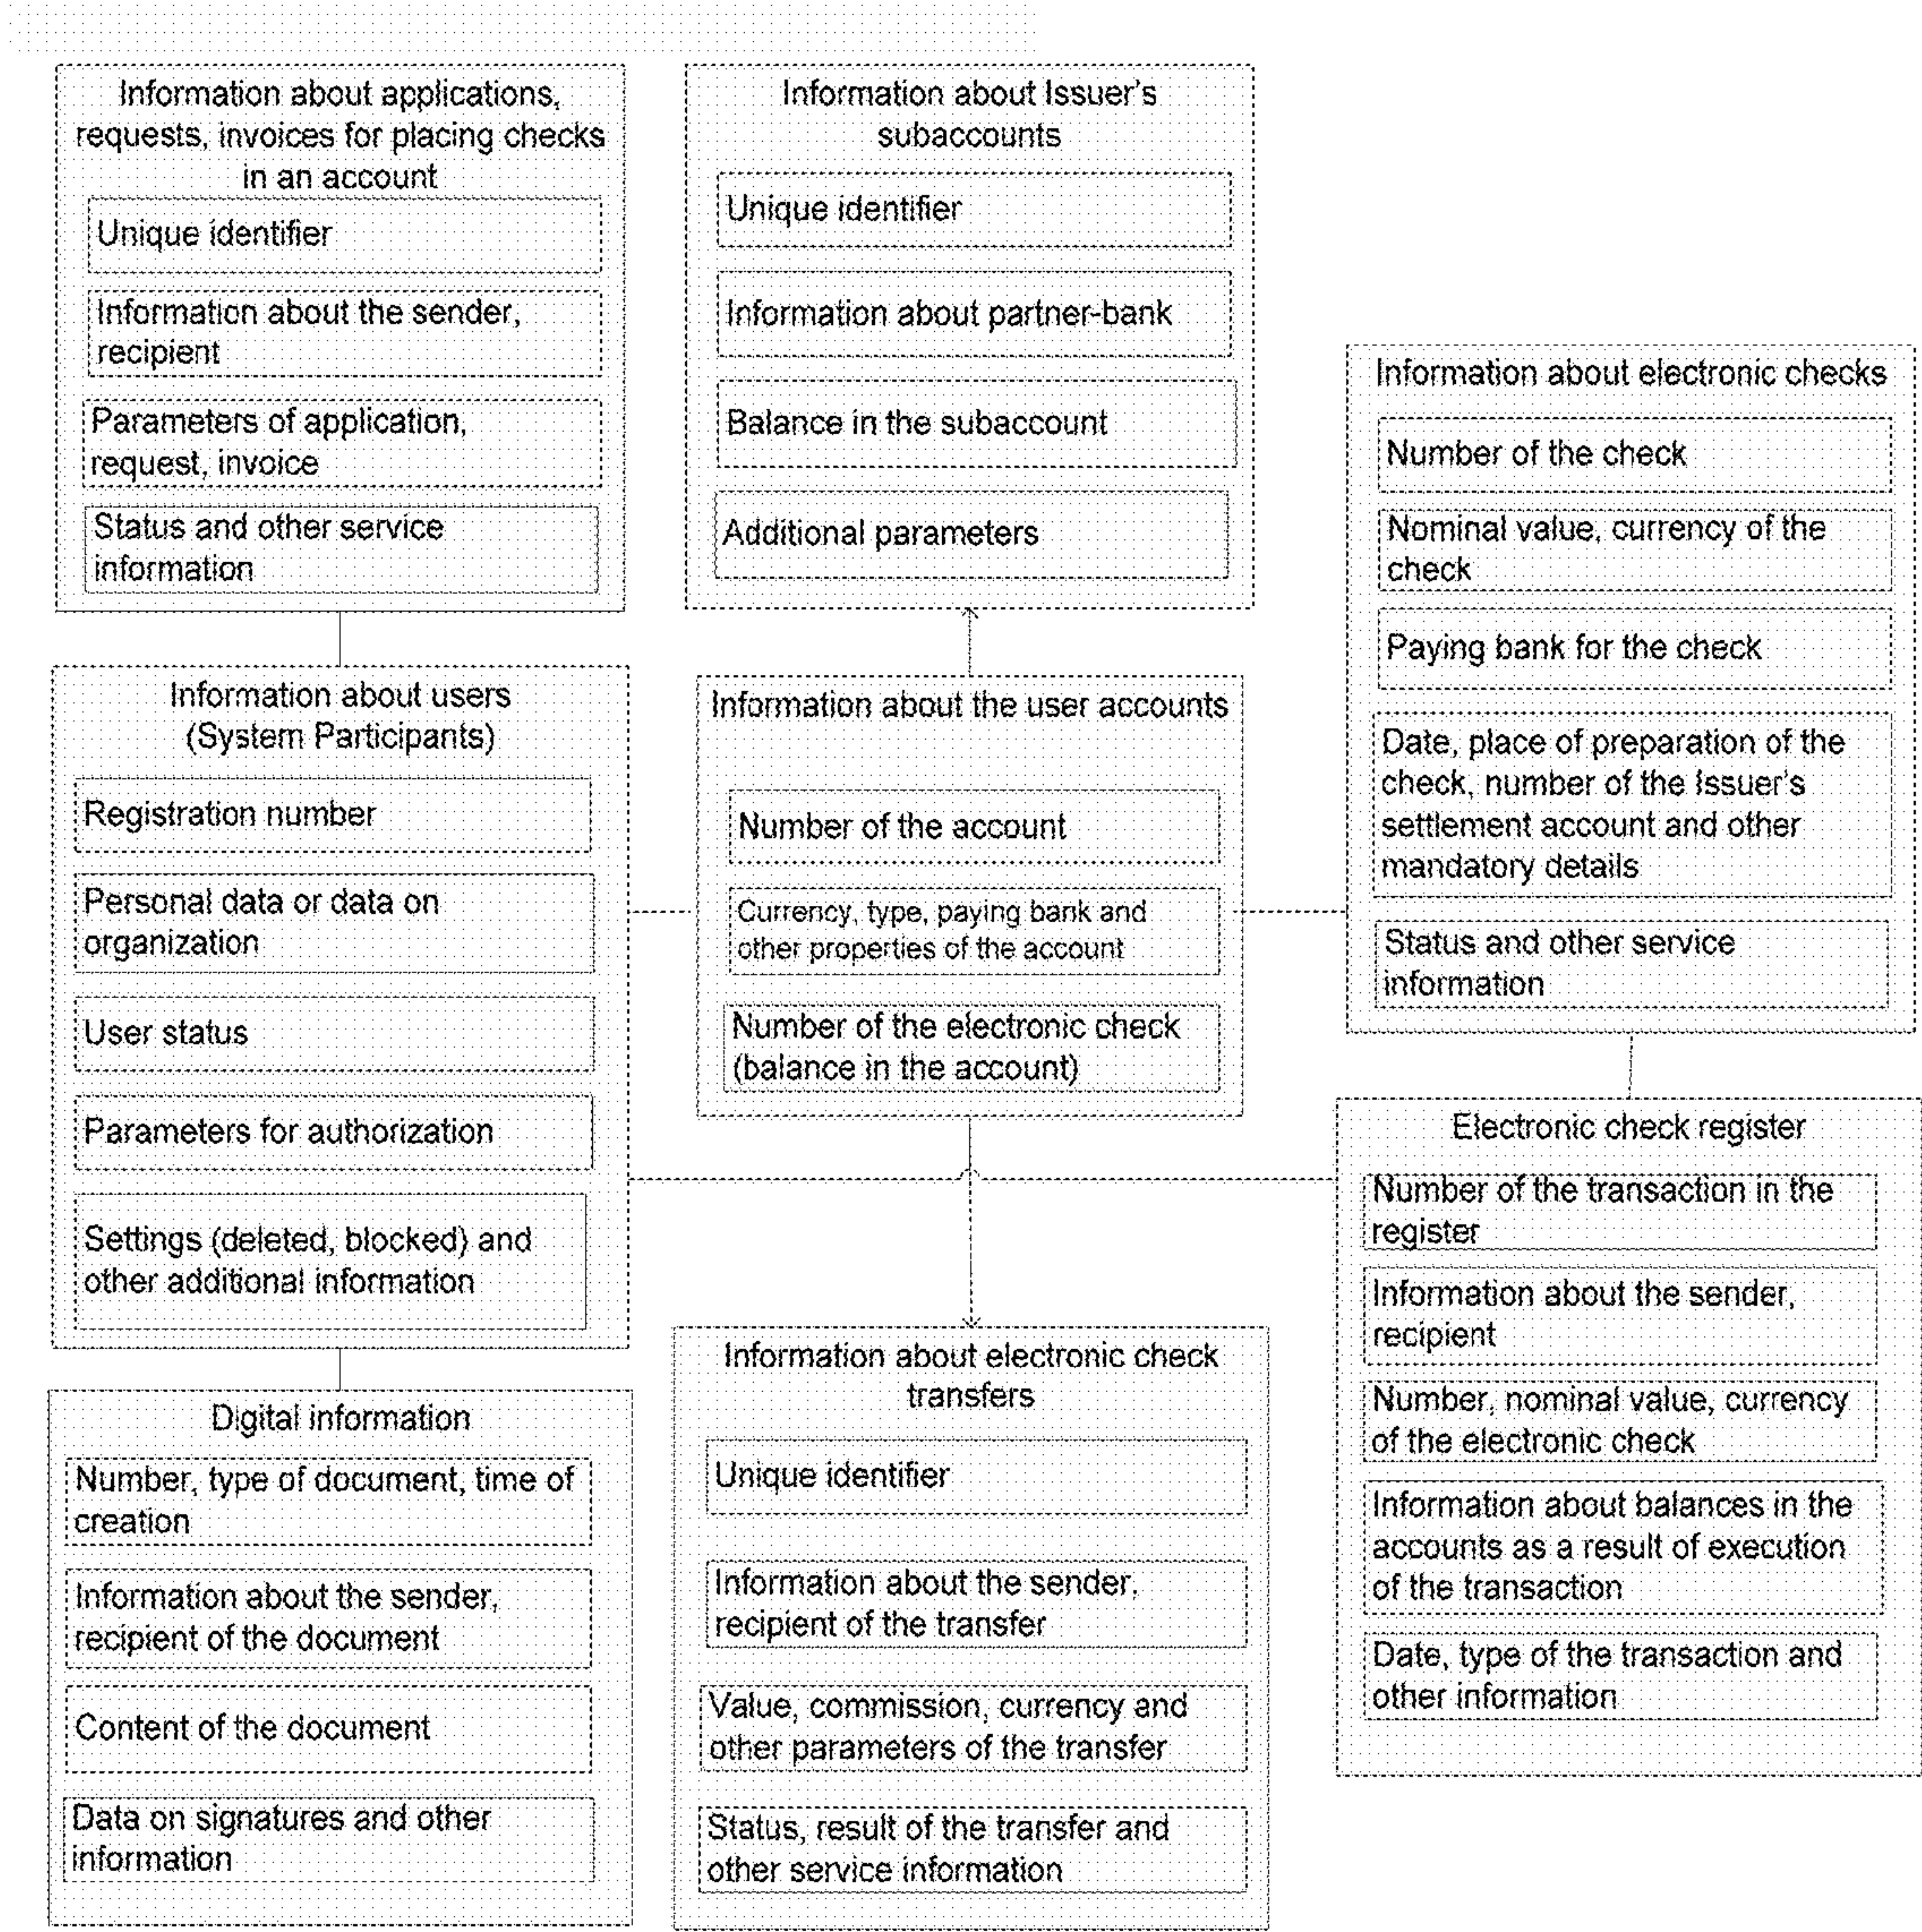 Information about applications,
requests, invoices for placing checks
in an account
Unique identifier
Information about the sender,
recipient
Parameters of application,
request, invoice
Status and other service
information
Information about Issuer's
subaccounts
Unique identifier
Information about partner-bank
Balance in the subaccount
Additional parameters
Information about electronic checks
Number of the check
Nominal value, currency of the
check
Paying bank for the check
Date, place of preparation of the
check, number of the Issuer's
settlement account and other
mandatory details
Status and other service
information
Information about users
(System Participants)
Registration number
Personal data or data on
organization
User status
Parameters for authorization
Settings (deleted, blocked) and
other additional information
Information about the user accounts
Number of the account
Currency, type, paying bank and
other properties of the account
Number of the electronic check
(balance in the account)
Electronic check register
Number of the transaction in the
register
Information about the sender,
recipient
Number, nominal value, currency
of the electronic check
Information about balances in the
accounts as a result of execution
of the transaction
Date, type of the transaction and
other information
Digital information
Number, type of document, time of
creation
Information about the sender,
recipient of the document
Content of the document
Data on signatures and other
information
Information about electronic check
transfers
Unique identifier
Information about the sender,
recipient of the transfer
Value, commission, currency and
other parameters of the transfer
Status, result of the transfer and
other service information